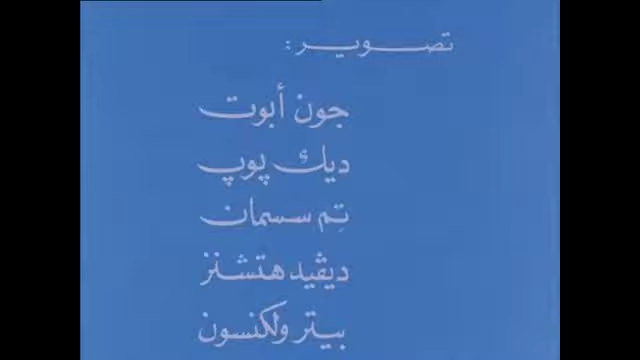 تصوير:
جون أبوت
ديك پوپ
تِم سسمان
ديڤيد هتشنز
بيتر ولكنسون